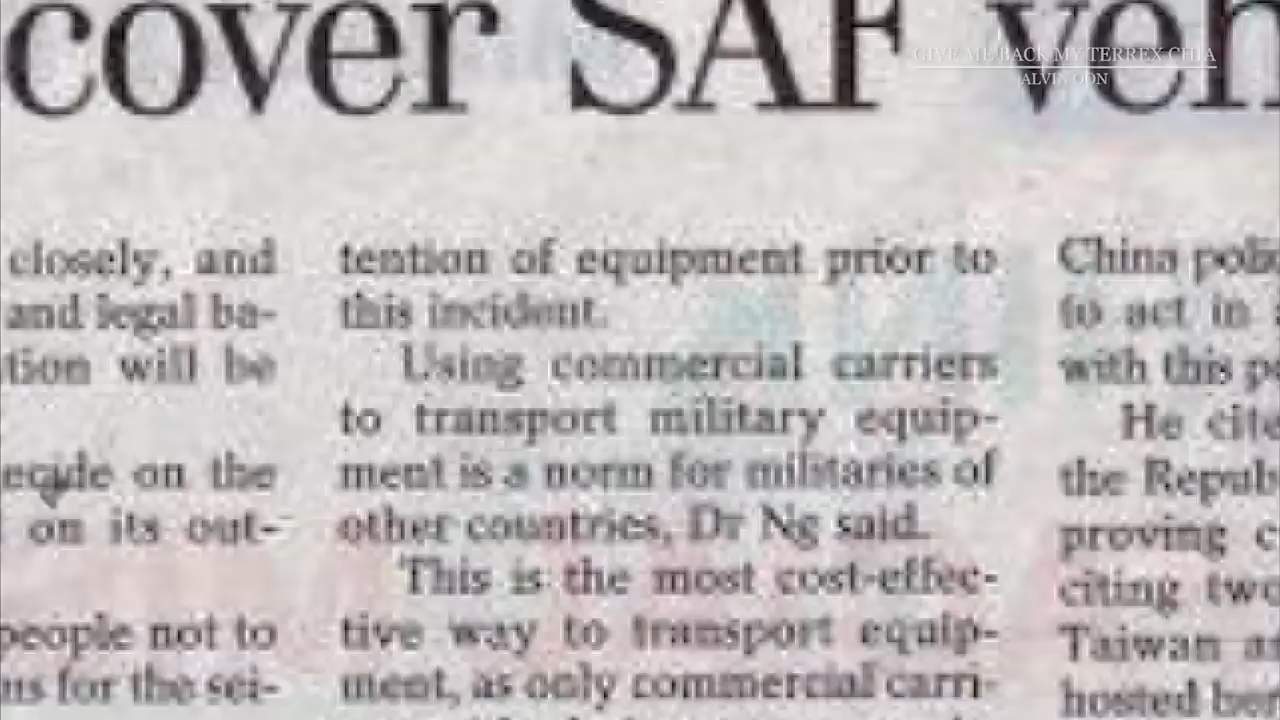 cover SAF veh
GIVE ME BACK MY TERREX CHIA
ALVIN OON
closely, and
and legal ba-
tion will be
ecide on the
on its out-
people not to
ns for the sei-
tention of equipment prior to
this incident.
Using commercial carriers
to transport military equip-
ment is a norm for militaries of
other countries, Dr Ng said.
This is the most cost-effec-
tive way to transport equip-
ment, as only commercial carri-
China polic
to act in
with this po
He cite
the Republ
proving c
citing two
Taiwan a
hosted her